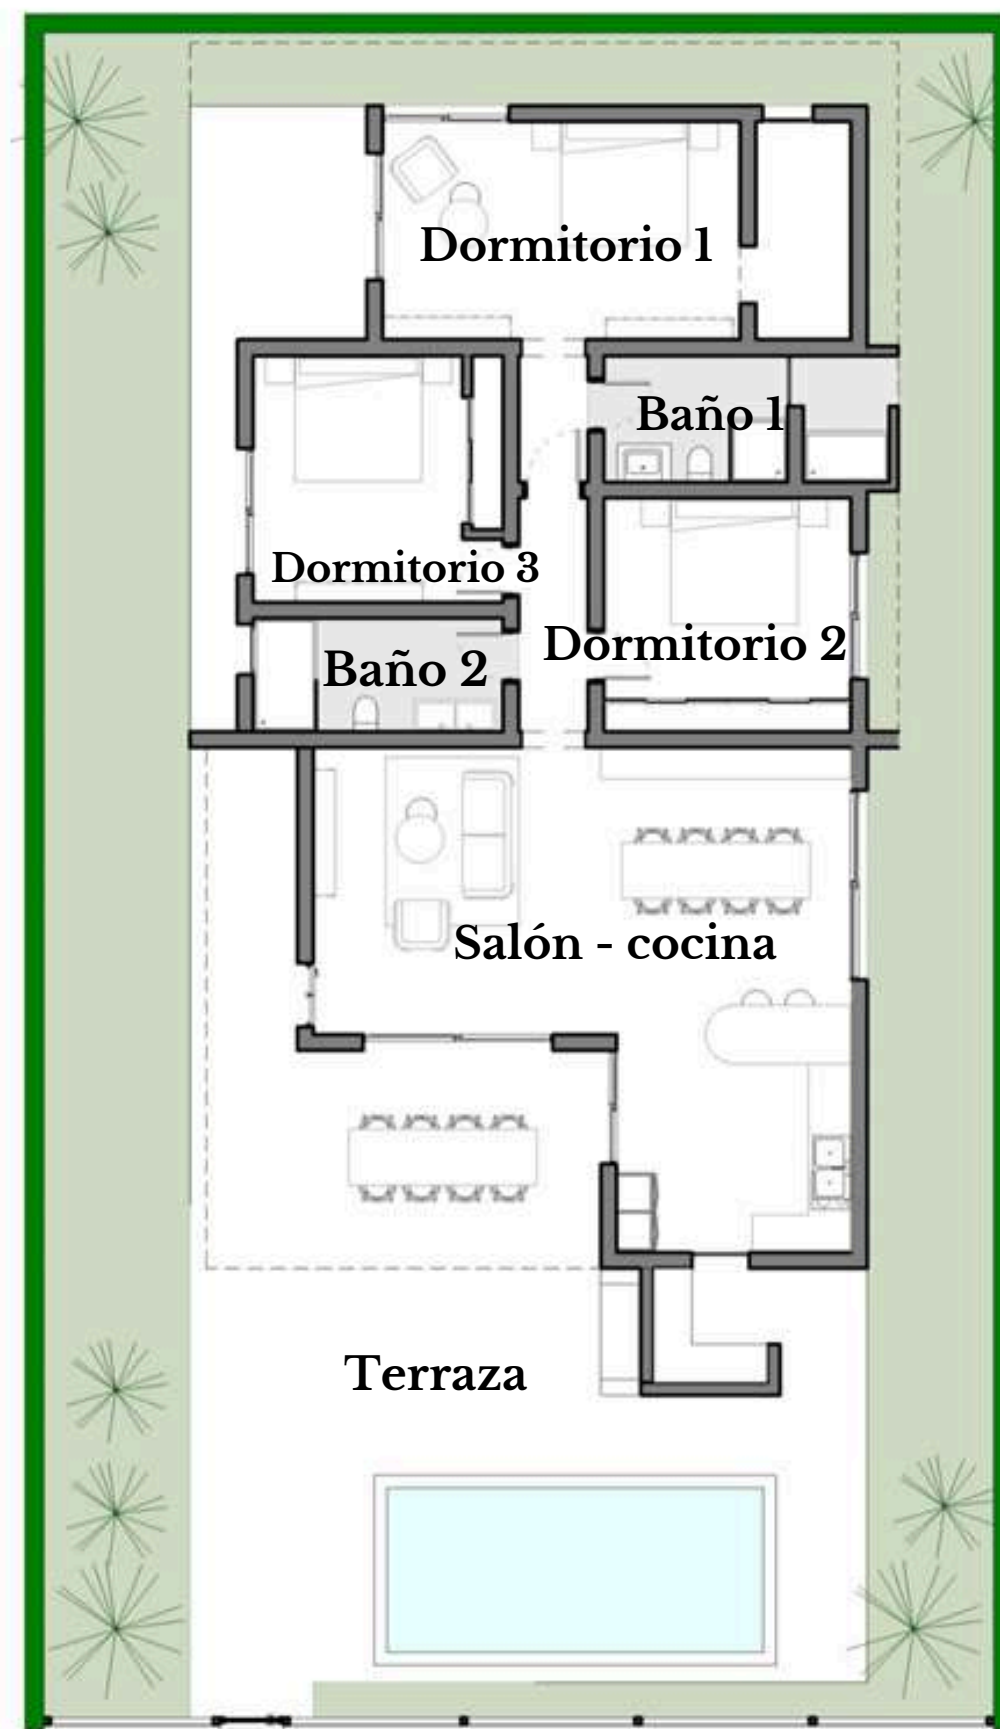 Dormitorio 1
Baño 1
Dormitorio 3
Dormitorio 2
Baño 2
Salón - cocina
Terraza